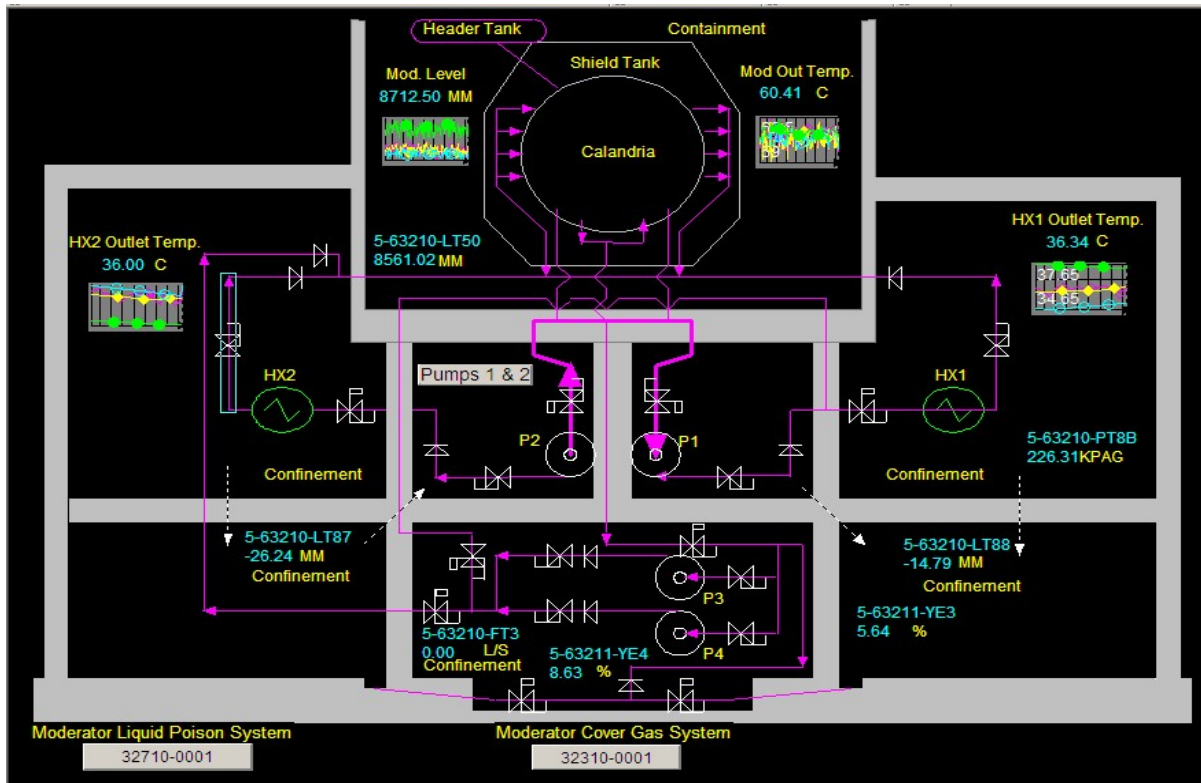 Header Tank
Containment
Shield Tank
Mod. Level
8712.50 MM
Mod Out Temp.
60.41 C
59
Calandria
HX2 Outlet Temp.
36.00 C
5-63210-LT50
8561.02 MM
HX1 Outlet Temp.
36.34 C
37.65
34.65
HX2
Pumps 1 & 2
HX1
P2
P1
5-63210-PT8B
226.31KPAG
Confinement
Confinement
5-63210-LT87
-26.24 MM
Confinement
5-63210-LT88
-14.79 MM
Confinement
P3
5-63211-YE3
5.64 %
5-63210-FT3
0.00 L/S
Confinement
5-63211-YE4
8.63 %
P4
Moderator Liquid Poison System
32710-0001
Moderator Cover Gas System
32310-0001